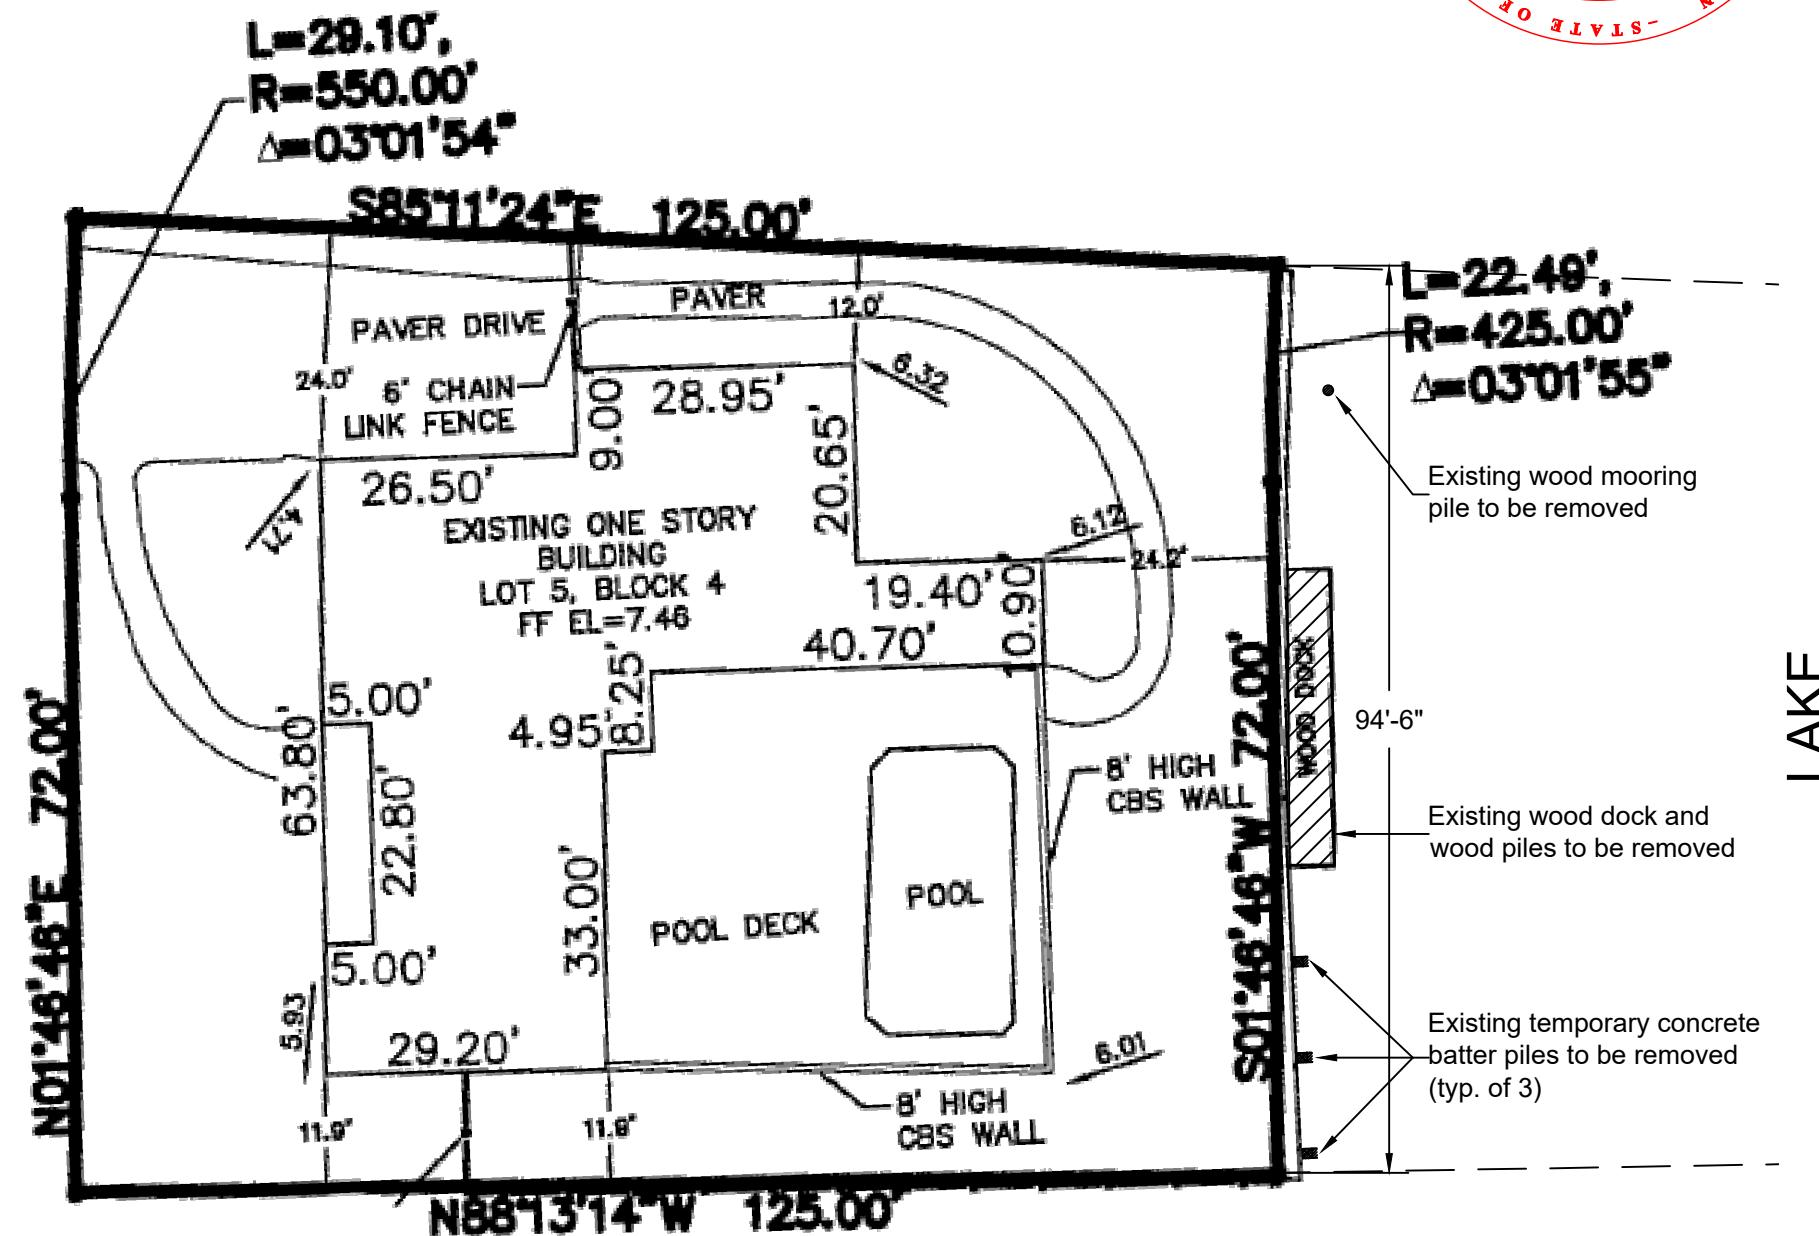 L=29.10',
R=550.00'
Δ=03°01'54"
-STATE OF
S85°11'24"E 125.00'
L=22.49',
R=425.00'
Δ=03°01'55"
PAVER
12.0'
PAVER DRIVE
24.0'
6' CHAIN
LINK FENCE
9.00
28.95'
6.32
20.65'
26.50'
4.71
Existing wood mooring
pile to be removed
EXISTING ONE STORY
BUILDING
LOT 5, BLOCK 4
FF EL=7.46
6.12
24.2'
19.40'
10.90'
40.70'
8.25'
4.95'
5.00'
63.80'
22.80'
5.00'
N01°46'46"E 72.00'
S01°46'46"W 72.00'
WOOD DOCK
94'-6"
LAKE
8' HIGH
CBS WALL
Existing wood dock and
wood piles to be removed
POOL
POOL DECK
33.00'
5.93
29.20'
6.01
Existing temporary concrete
batter piles to be removed
(typ. of 3)
8' HIGH
CBS WALL
11.9'
11.8'
N88°13'14"W 125.00'